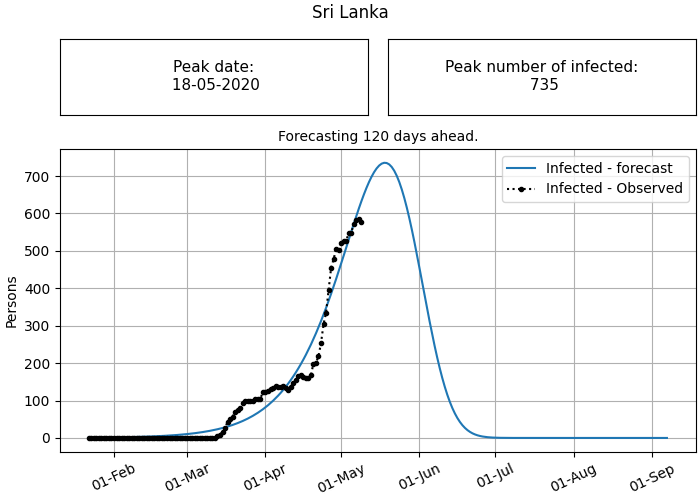 Sri Lanka
Peak date:
18-05-2020
Peak number of infected:
735
Forecasting 120 days ahead.
Infected - forecast
Infected - Observed
Persons
700
600
500
400
300
200
100
0
01-Feb
01-Mar
01-Apr
01-May
01-Jun
01-Jul
01-Aug
01-Sep